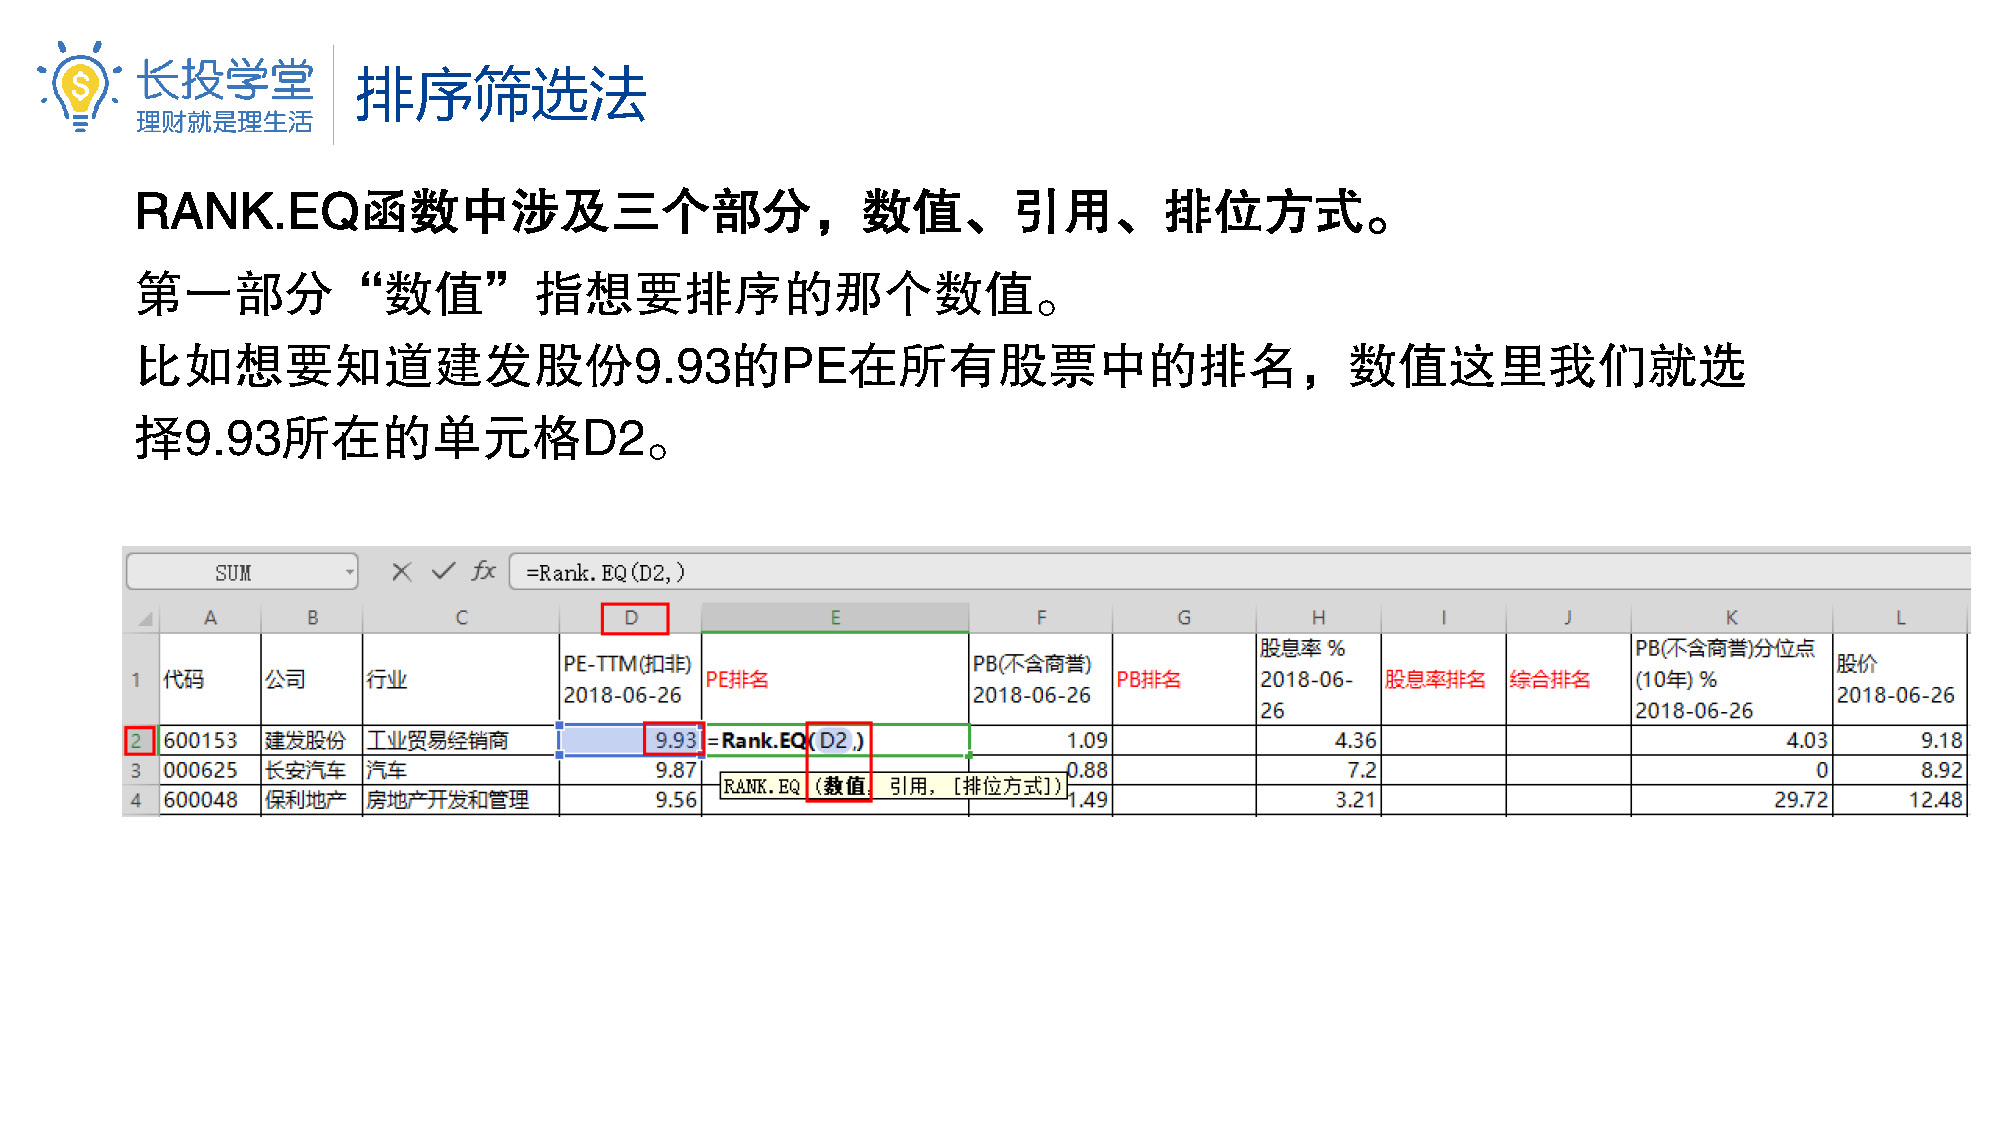 长投学堂
理财就是理生活
排序筛选法
RANK.EQ函数中涉及三个部分，数值、引用、排位方式。
第一部分“数值”指想要排序的那个数值。
比如想要知道建发股份9.93的PE在所有股票中的排名，数值这里我们就选
择9.93所在的单元格D2。
SUM fx =Rank.EQ(D2,)
A B C D E F G H I J K L
1 代码 公司 行业 PE-TTM(扣非) 2018-06-26 PE排名 PB(不含商誉) 2018-06-26 PB排名 股息率 % 2018-06-26 股息率排名 综合排名 PB(不含商誉)分位点(10年) % 2018-06-26 股价 2018-06-26
2 600153 建发股份 工业贸易经销商 9.93 =Rank.EQ(D2,) 1.09 4.36 4.03 9.18
3 000625 长安汽车 汽车 9.87 0.88 7.2 0 8.92
RANK.EQ（数值，引用，[排位方式]）
4 600048 保利地产 房地产开发和管理 9.56 1.49 3.21 29.72 12.48